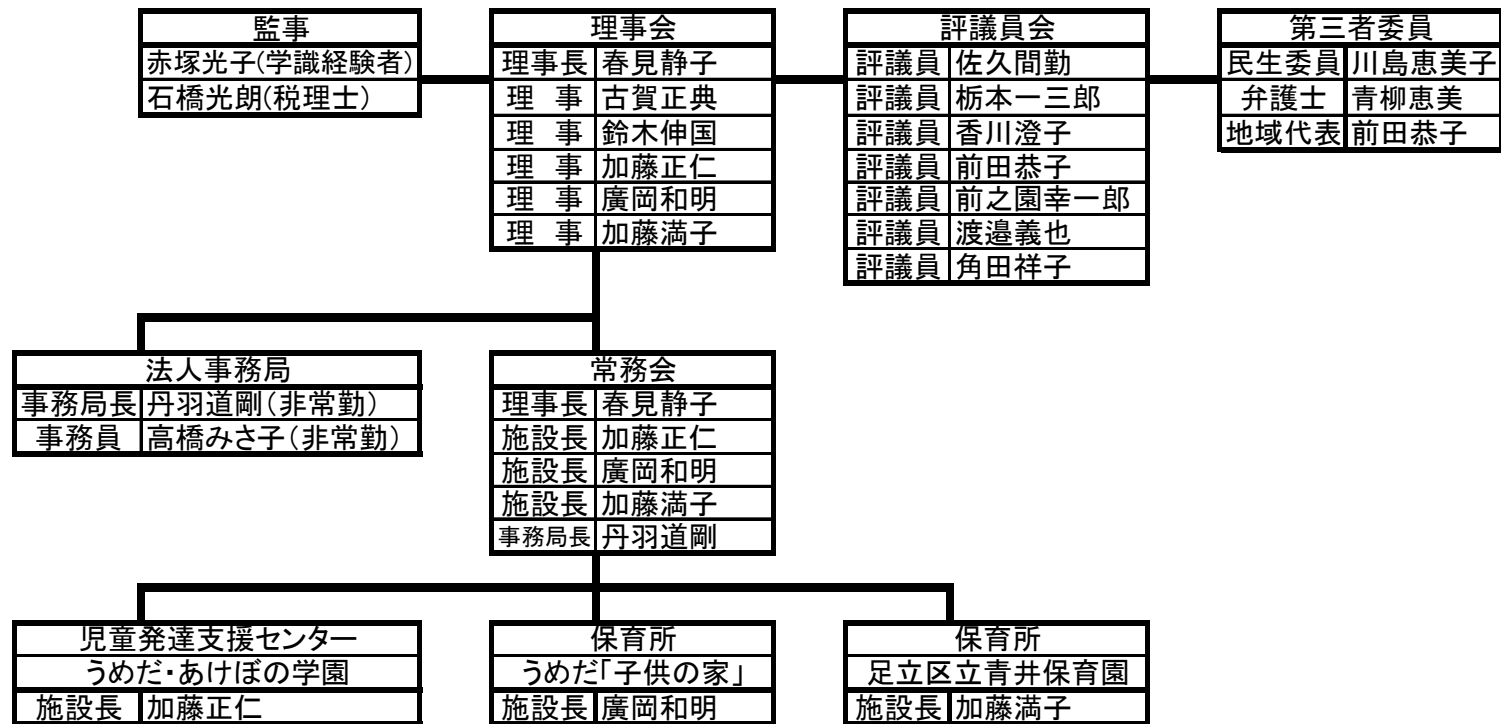 監事
赤塚光子(学識経験者)
石橋光朗(税理士)
理事会
理事長 春見静子
理 事 古賀正典
理 事 鈴木伸国
理 事 加藤正仁
理 事 廣岡和明
理 事 加藤満子
評議員会
評議員 佐久間勤
評議員 栃本一三郎
評議員 香川澄子
評議員 前田恭子
評議員 前之園幸一郎
評議員 渡邉義也
評議員 角田祥子
第三者委員
民生委員 川島恵美子
弁護士 青柳恵美
地域代表 前田恭子
法人事務局
事務局長 丹羽道剛(非常勤)
事務員 高橋みさ子(非常勤)
常務会
理事長 春見静子
施設長 加藤正仁
施設長 廣岡和明
施設長 加藤満子
事務局長 丹羽道剛
児童発達支援センター
うめだ・あけぼの学園
施設長 加藤正仁
保育所
うめだ「子供の家」
施設長 廣岡和明
保育所
足立区立青井保育園
施設長 加藤満子